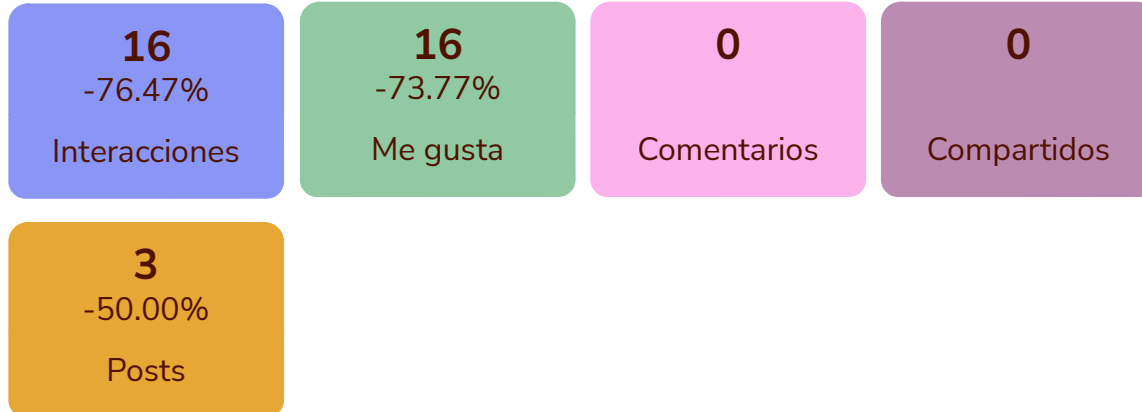 16
-76.47%
Interacciones
16
-73.77%
Me gusta
0
Comentarios
0
Compartidos
3
-50.00%
Posts